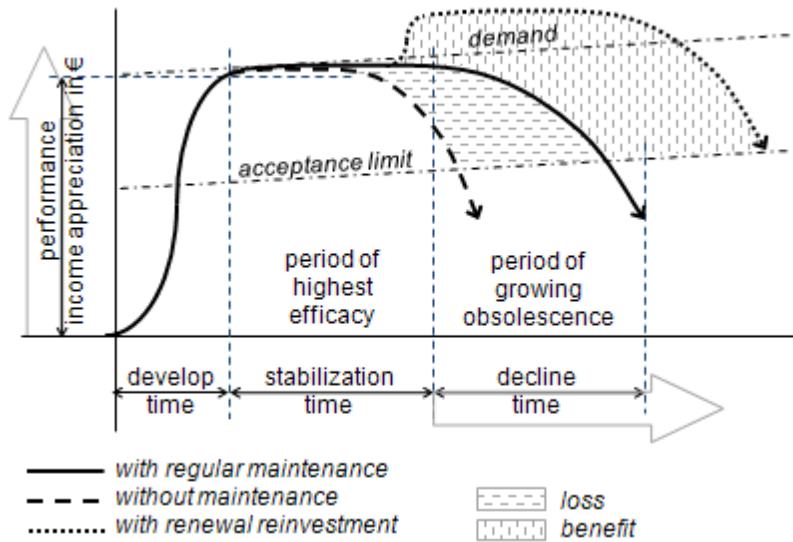 demand
acceptance limit
performance
income appreciation in €
period of
highest
efficacy
period of
growing
obsolescence
develop
time
stabilization
time
decline
time
with regular maintenance
without maintenance
with renewal reinvestment
loss
benefit